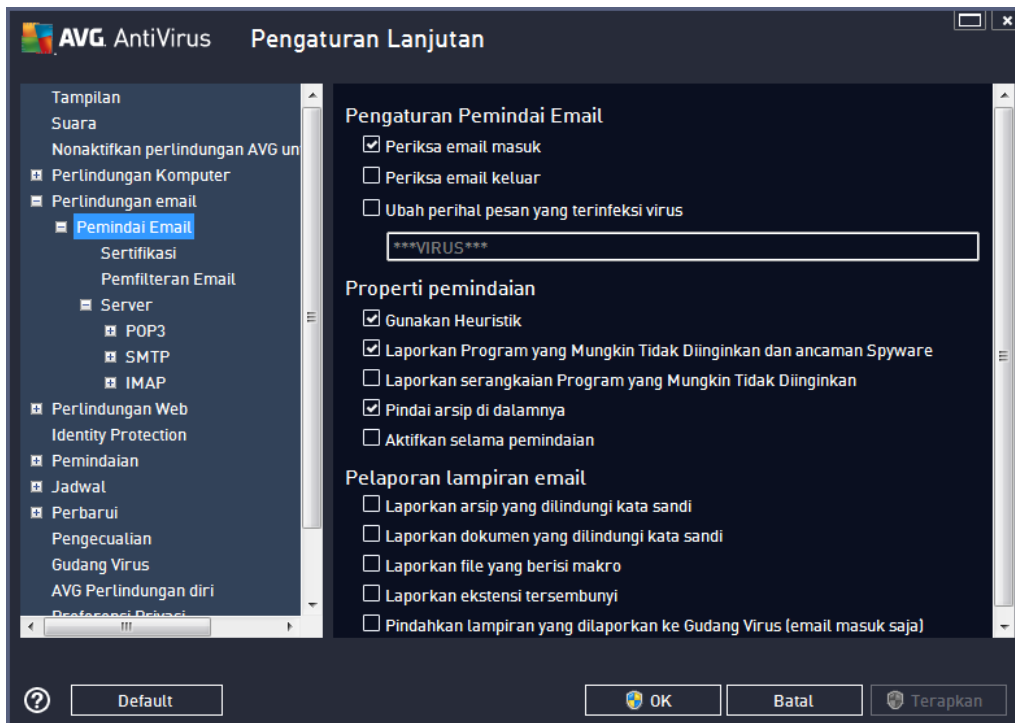 AVG. AntiVirus Pengaturan Lanjutan
Tampilan
Suara
Nonaktifkan perlindungan AVG un
Perlindungan Komputer
Perlindungan email
Pemindai Email
Sertifikasi
Pemfilteran Email
Server
POP3
SMTP
IMAP
Perlindungan Web
Identity Protection
Pemindaian
Jadwal
Perbarui
Pengecualian
Gudang Virus
AVG Perlindungan diri
Preferensi Privasi
Pengaturan Pemindai Email
Periksa email masuk
Periksa email keluar
Ubah perihal pesan yang terinfeksi virus
***VIRUS***
Properti pemindaian
Gunakan Heuristik
Laporkan Program yang Mungkin Tidak Diinginkan dan ancaman Spyware
Laporkan serangkaian Program yang Mungkin Tidak Diinginkan
Pindai arsip di dalamnya
Aktifkan selama pemindaian
Pelaporan lampiran email
Laporkan arsip yang dilindungi kata sandi
Laporkan dokumen yang dilindungi kata sandi
Laporkan file yang berisi makro
Laporkan ekstensi tersembunyi
Pindahkan lampiran yang dilaporkan ke Gudang Virus (email masuk saja)
Default
OK
Batal
Terapkan